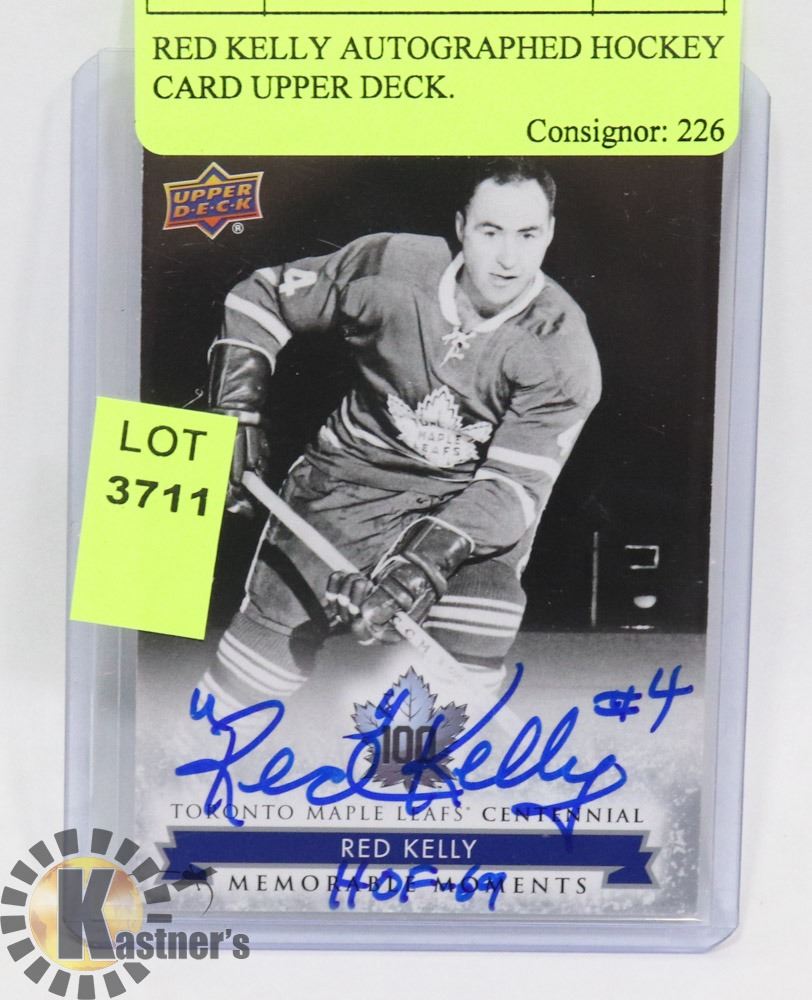 RED KELLY AUTOGRAPHED HOCKEY
CARD UPPER DECK.
Consignor: 226
UPPER
D·E·C·K
®
4
MAPLE
LEAFS
LOT
3711
"Red" Kelly #4
100
TORONTO MAPLE LEAFS® CENTENNIAL
RED KELLY
HOF-69
MEMORABLE MOMENTS
Kastner's